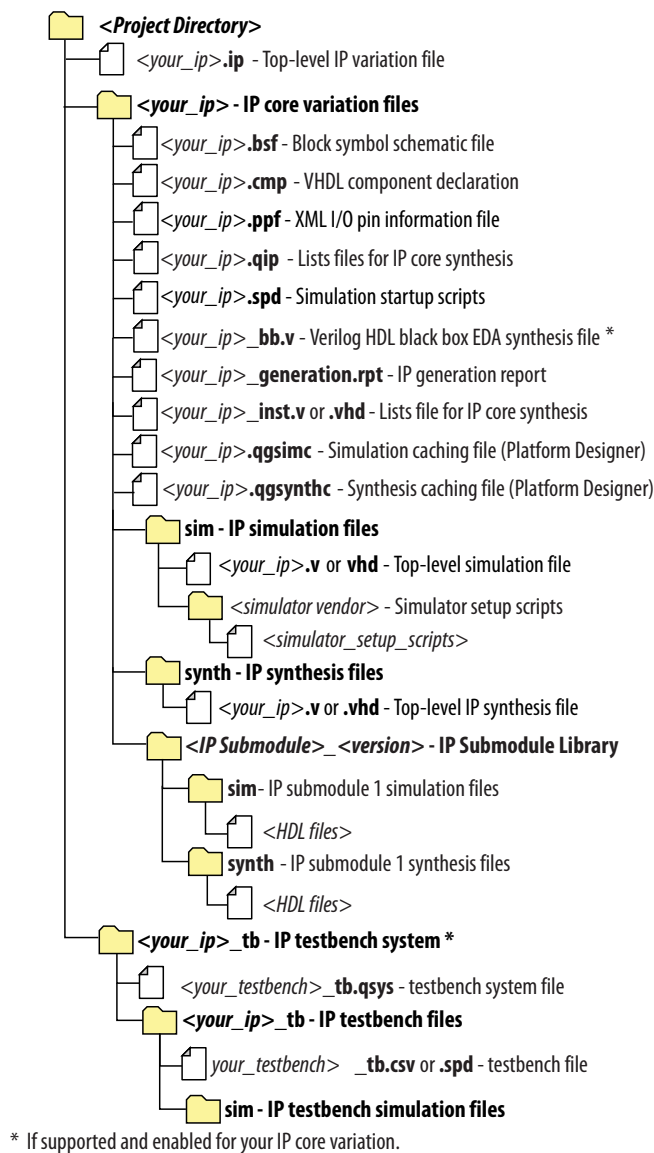 <Project Directory>
<your_ip>.ip - Top-level IP variation file
<your_ip> - IP core variation files
<your_ip>.bsf - Block symbol schematic file
<your_ip>.cmp - VHDL component declaration
<your_ip>.ppf - XML I/O pin information file
<your_ip>.qip - Lists files for IP core synthesis
<your_ip>.spd - Simulation startup scripts
<your_ip>_bb.v - Verilog HDL black box EDA synthesis file *
<your_ip>_generation.rpt - IP generation report
<your_ip>_inst.v or .vhd - Lists file for IP core synthesis
<your_ip>.qgsimc - Simulation caching file (Platform Designer)
<your_ip>.qgsynthc - Synthesis caching file (Platform Designer)
sim - IP simulation files
<your_ip>.v or vhd - Top-level simulation file
<simulator vendor> - Simulator setup scripts
<simulator_setup_scripts>
synth - IP synthesis files
<your_ip>.v or .vhd - Top-level IP synthesis file
<IP Submodule>_<version> - IP Submodule Library
sim- IP submodule 1 simulation files
<HDL files>
synth - IP submodule 1 synthesis files
<HDL files>
<your_ip>_tb - IP testbench system *
<your_testbench>_tb.qsys - testbench system file
<your_ip>_tb - IP testbench files
your_testbench> _tb.csv or .spd - testbench file
sim - IP testbench simulation files
* If supported and enabled for your IP core variation.